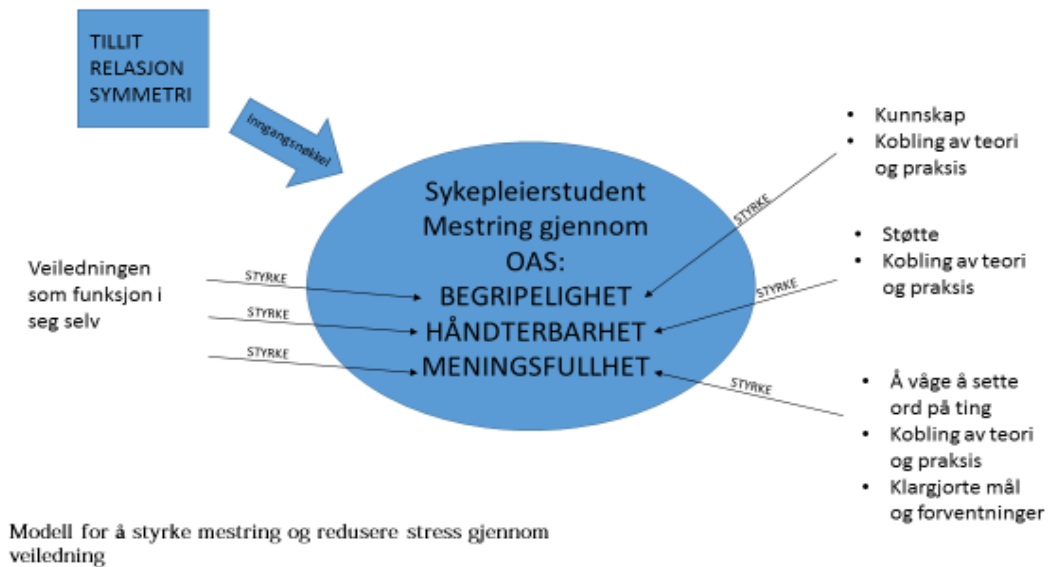 TILLIT
RELASJON
SYMMETRI
Inngangsnøkkel
Sykepleierstudent
Mestring gjennom
OAS:
BEGRIPELIGHET
HÅNDTERBARHET
MENINGSFULLHET
Veiledningen
som funksjon i
seg selv
STYRKE
STYRKE
STYRKE
STYRKE
STYRKE
STYRKE
• Kunnskap
• Kobling av teori
og praksis
• Støtte
• Kobling av teori
og praksis
• Å våge å sette
ord på ting
• Kobling av teori
og praksis
• Klargjorte mål
og forventninger
Modell for å styrke mestring og redusere stress gjennom
veiledning